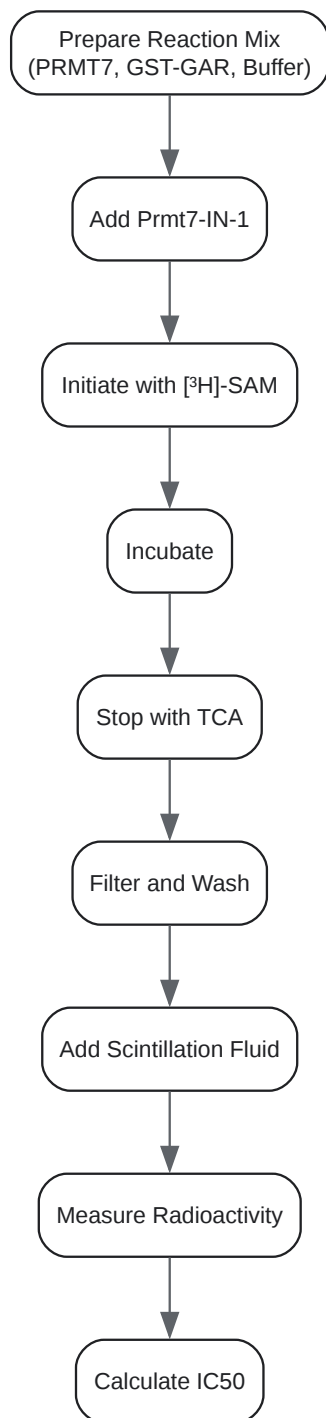 Prepare Reaction Mix
(PRMT7, GST-GAR, Buffer)
Add Prmt7-IN-1
Initiate with [³H]-SAM
Incubate
Stop with TCA
Filter and Wash
Add Scintillation Fluid
Measure Radioactivity
Calculate IC50